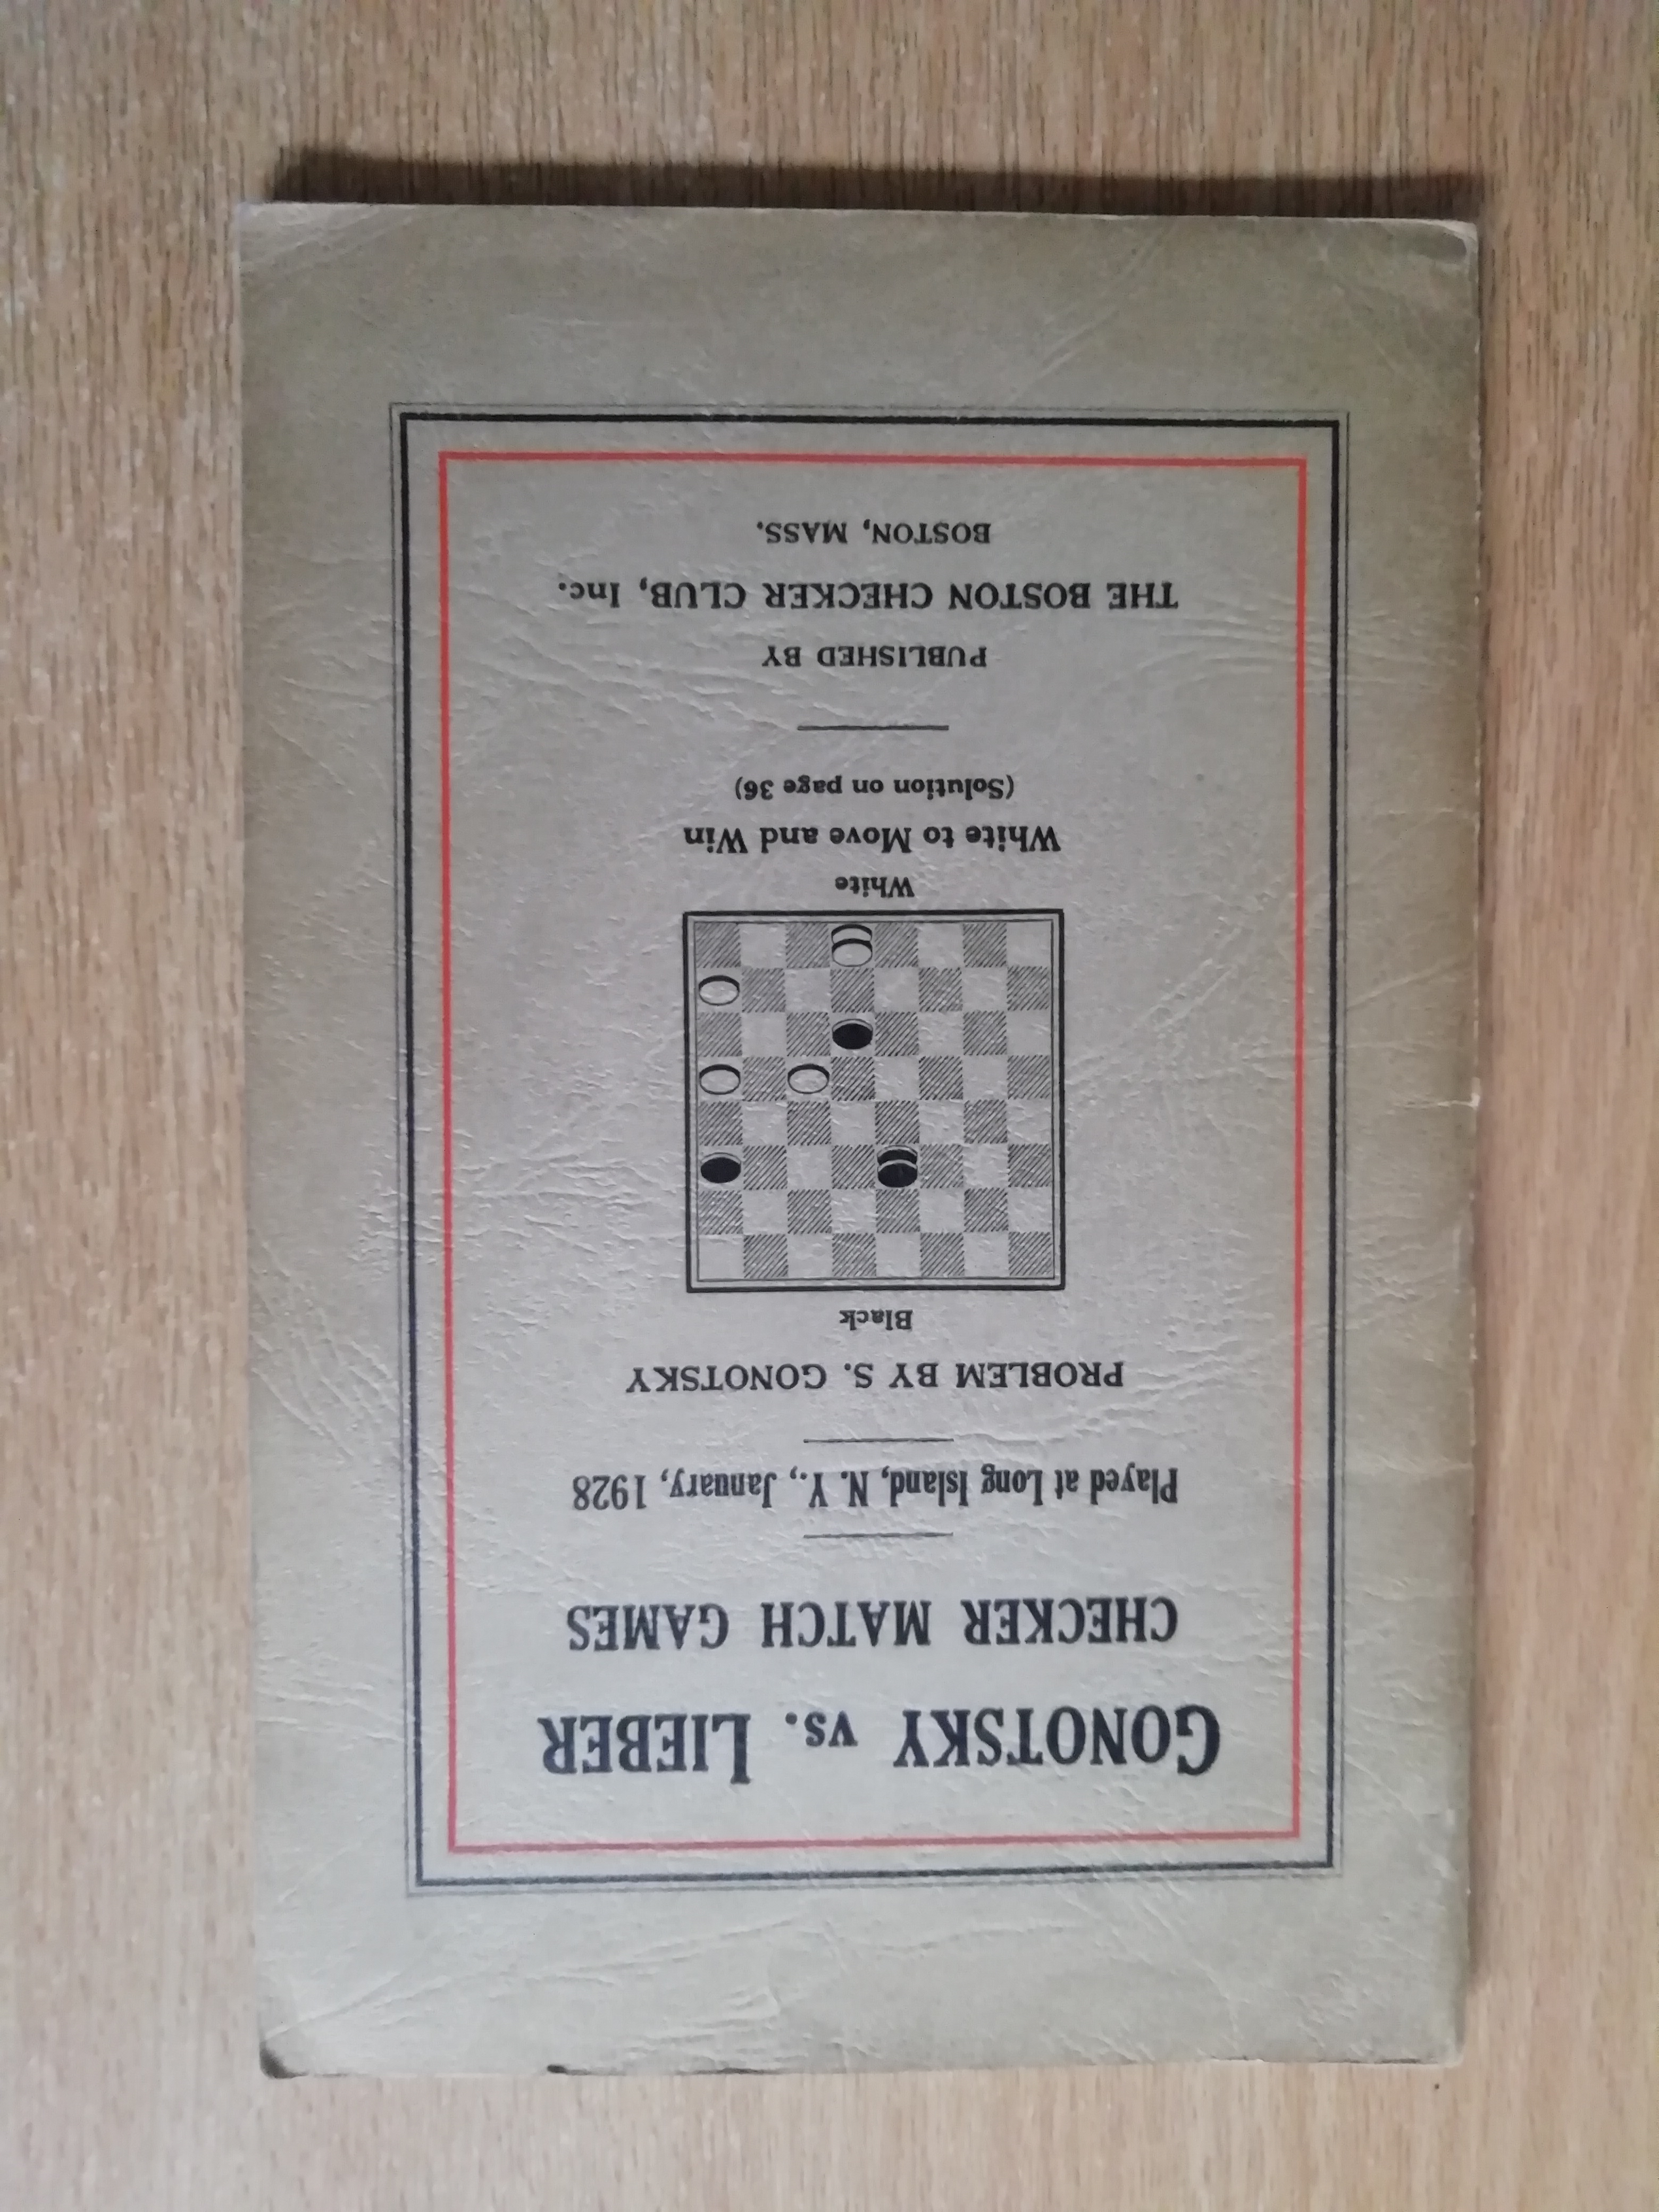 GONOTSKY VS. LIEBER
CHECKER MATCH GAMES
Played at Long Island, N. Y., January, 1928
PROBLEM BY S. GONOTSKY
Black
White
White to Move and Win
(Solution on page 36)
PUBLISHED BY
THE BOSTON CHECKER CLUB, Inc.
BOSTON, MASS.